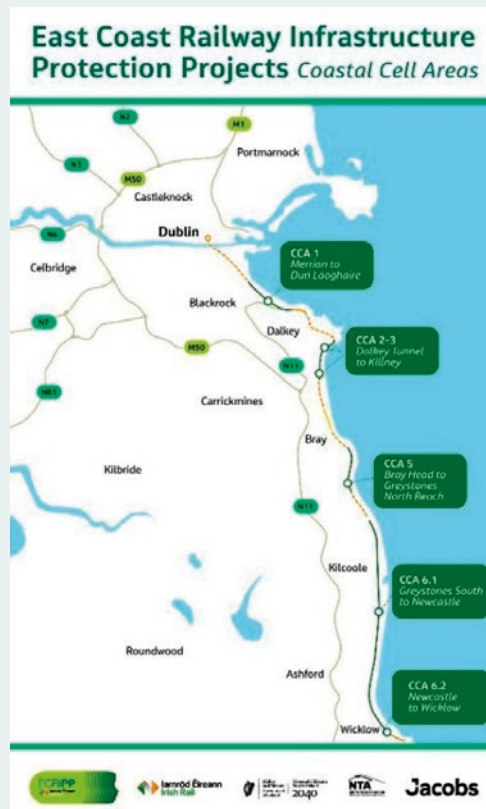 East Coast Railway Infrastructure
Protection Projects Coastal Cell Areas
N2
M1
Portmarnock
N3
M50
Castleknock
Dublin
N4
CCA 1
Merrion to
Dun Laoghaire
Celbridge
Blackrock
Dalkey
CCA 2-3
Dalkey Tunnel
to Killiney
N7
M50
N11
Carrickmines
Bray
CCA 5
Bray Head to
Greystones
North Beach
Kilbride
N11
Kilcoole
CCA 6.1
Greystones South
to Newcastle
Roundwood
Ashford
CCA 6.2
Newcastle
to Wicklow
Wicklow
ECRIPP
Iarnród Éireann
Irish Rail
2040
NTA
Jacobs